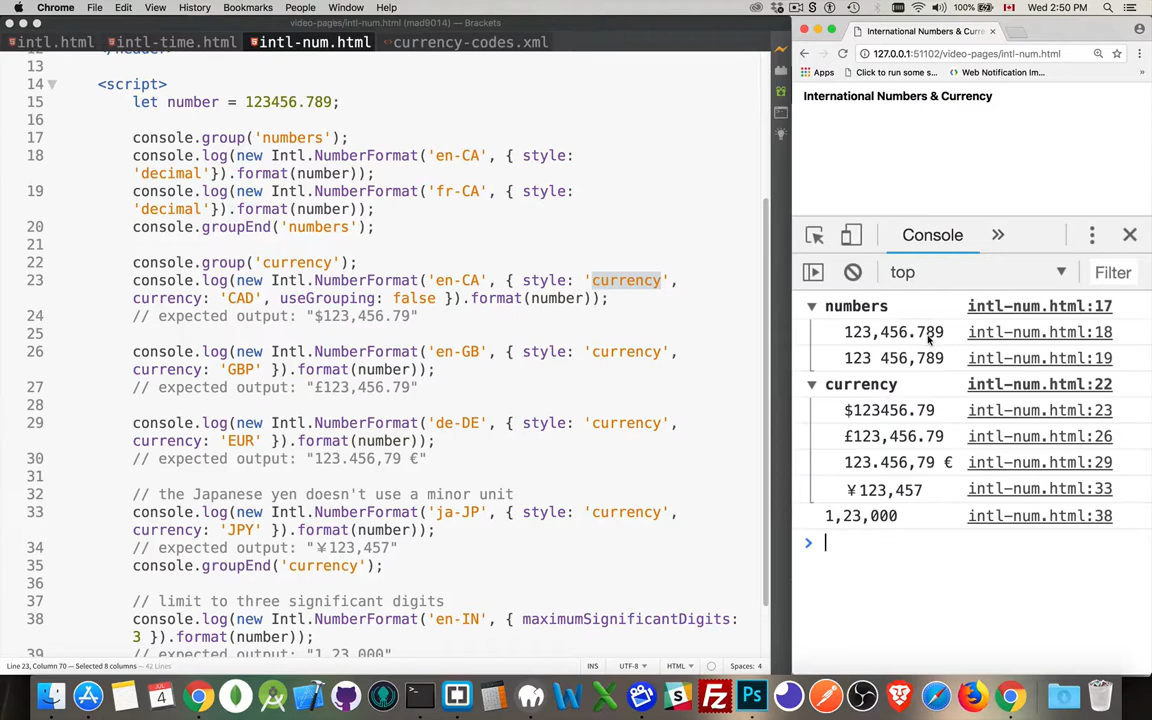 Chrome File Edit View History Bookmarks People Window Help 100% Wed 2:50 PM
video-pages/intl-num.html (mad9014) — Brackets
intl.html intl-time.html intl-num.html currency-codes.xml
13
14 <script>
15 let number = 123456.789;
16
17 console.group('numbers');
18 console.log(new Intl.NumberFormat('en-CA', { style:
'decimal'}).format(number));
19 console.log(new Intl.NumberFormat('fr-CA', { style:
'decimal'}).format(number));
20 console.groupEnd('numbers');
21
22 console.group('currency');
23 console.log(new Intl.NumberFormat('en-CA', { style: 'currency',
currency: 'CAD', useGrouping: false }).format(number));
24 // expected output: "$123,456.79"
25
26 console.log(new Intl.NumberFormat('en-GB', { style: 'currency',
currency: 'GBP' }).format(number));
27 // expected output: "£123,456.79"
28
29 console.log(new Intl.NumberFormat('de-DE', { style: 'currency',
currency: 'EUR' }).format(number));
30 // expected output: "123.456,79 €"
31
32 // the Japanese yen doesn't use a minor unit
33 console.log(new Intl.NumberFormat('ja-JP', { style: 'currency',
currency: 'JPY' }).format(number));
34 // expected output: "￥123,457"
35 console.groupEnd('currency');
36
37 // limit to three significant digits
38 console.log(new Intl.NumberFormat('en-IN', { maximumSignificantDigits:
3 }).format(number));
39 // expected output: "1,23,000"
Line 23, Column 70 — Selected 8 columns — 42 Lines INS UTF-8 HTML Spaces: 4
International Numbers & Curre
127.0.0.1:51102/video-pages/intl-num.html
Apps Click to run some s... Web Notification Im... »
International Numbers & Currency
Console »
top Filter
numbers intl-num.html:17
123,456.789 intl-num.html:18
123 456,789 intl-num.html:19
currency intl-num.html:22
$123456.79 intl-num.html:23
£123,456.79 intl-num.html:26
123.456,79 € intl-num.html:29
￥123,457 intl-num.html:33
1,23,000 intl-num.html:38